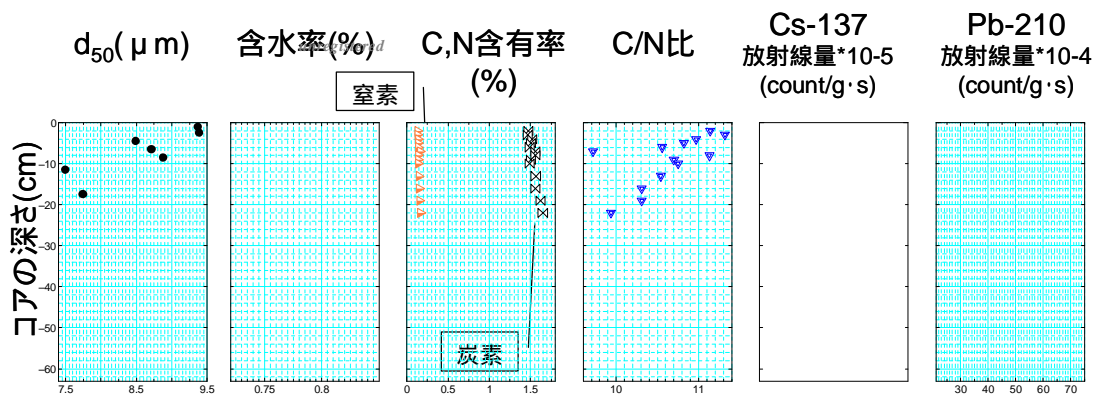 d50(μm)
含水率(%)
unregistered
C,N含有率
(%)
C/N比
Cs-137
放射線量*10-5
(count/g·s)
Pb-210
放射線量*10-4
(count/g·s)
窒素
炭素
コアの深さ(cm)
0
-10
-20
-30
-40
-50
-60
7.5 8.5 9.5
0.75 0.8
0 0.5 1 1.5
10 11
30 40 50 60 70